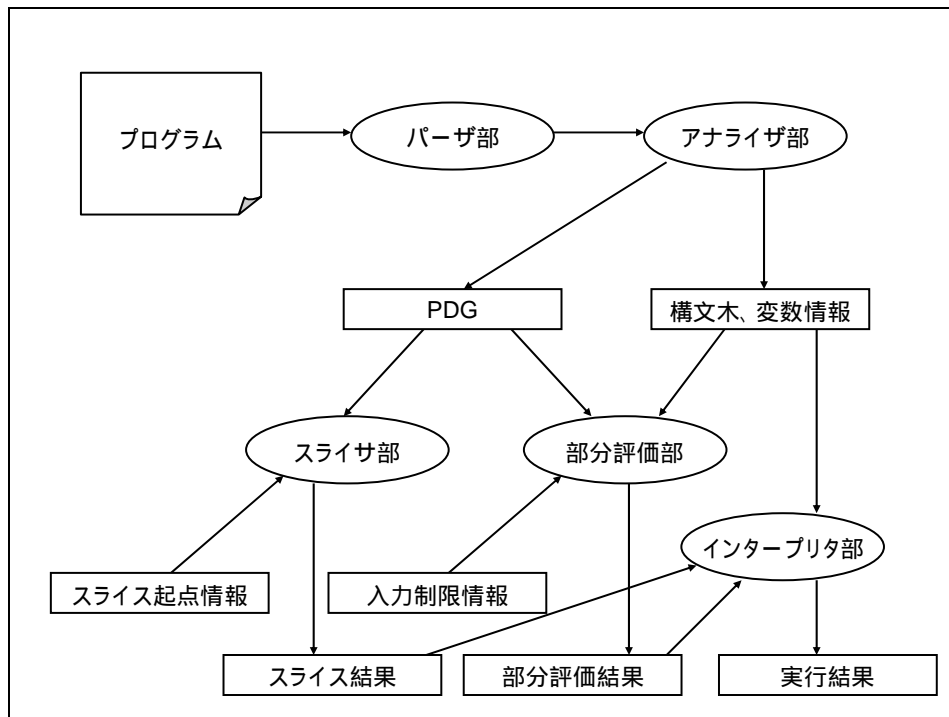 プログラム
パーザ部
アナライザ部
PDG
構文木、変数情報
スライサ部
部分評価部
インタープリタ部
スライス起点情報
入力制限情報
スライス結果
部分評価結果
実行結果